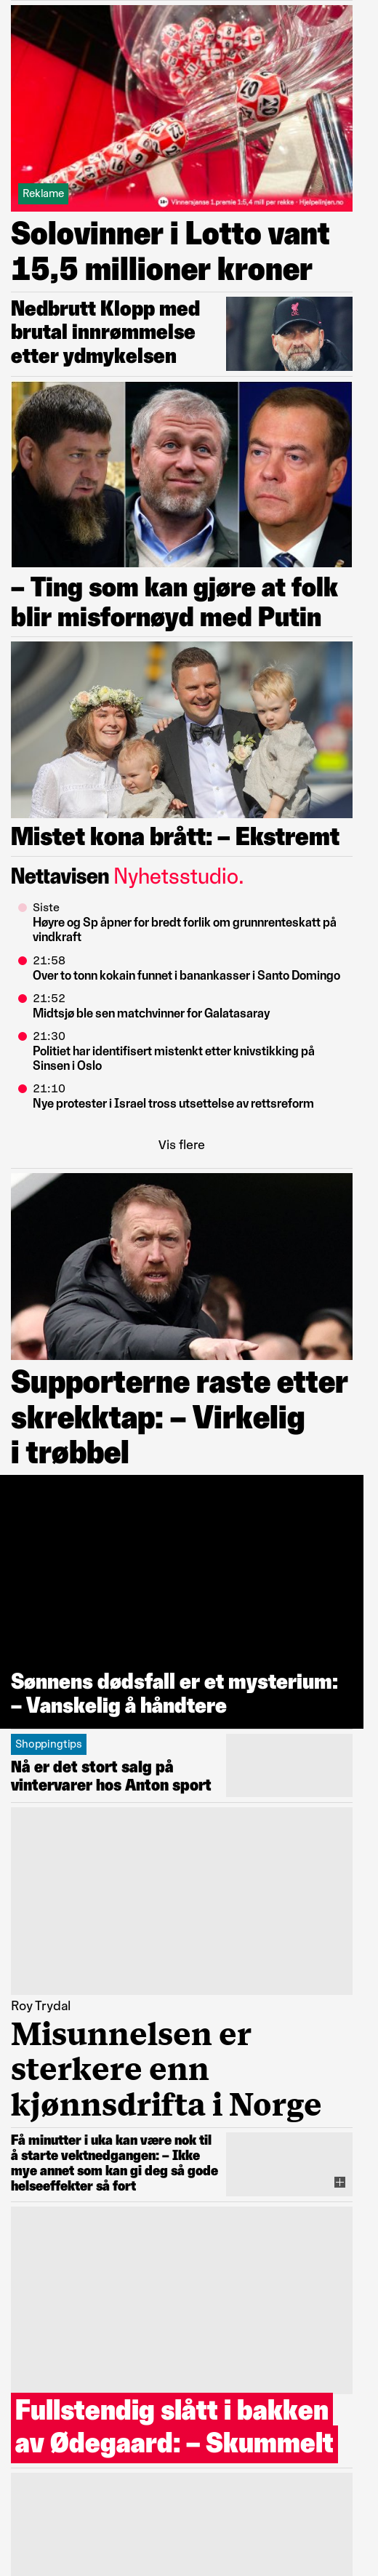 Reklame
18+ Vinnersjanse 1.premie 1:5,4 mill per rekke - Hjelpelinjen.no
Solovinner i Lotto vant
15,5 millioner kroner
Nedbrutt Klopp med
brutal innrømmelse
etter ydmykelsen
– Ting som kan gjøre at folk
blir misfornøyd med Putin
Mistet kona brått: – Ekstremt
Nettavisen Nyhetsstudio.
Siste
Høyre og Sp åpner for bredt forlik om grunnrenteskatt på
vindkraft
21:58
Over to tonn kokain funnet i banankasser i Santo Domingo
21:52
Midtsjø ble sen matchvinner for Galatasaray
21:30
Politiet har identifisert mistenkt etter knivstikking på
Sinsen i Oslo
21:10
Nye protester i Israel tross utsettelse av rettsreform
Vis flere
Supporterne raste etter
skrekktap: – Virkelig
i trøbbel
Sønnens dødsfall er et mysterium:
– Vanskelig å håndtere
Shoppingtips
Nå er det stort salg på
vintervarer hos Anton sport
Roy Trydal
Misunnelsen er
sterkere enn
kjønnsdrifta i Norge
Få minutter i uka kan være nok til
å starte vektnedgangen: – Ikke
mye annet som kan gi deg så gode
helseeffekter så fort
Fullstendig slått i bakken
av Ødegaard: – Skummelt